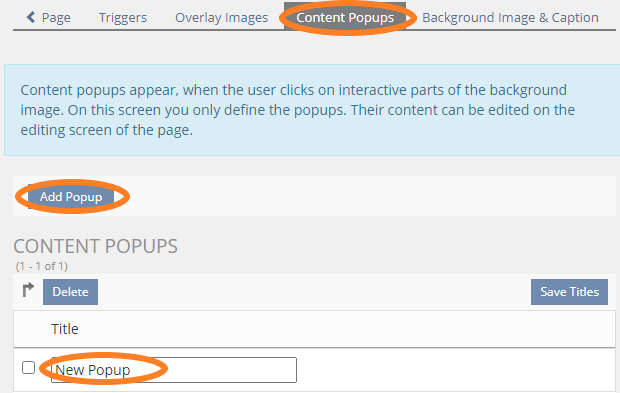 Page Triggers Overlay Images Content Popups Background Image & Caption
Content popups appear, when the user clicks on interactive parts of the background
image. On this screen you only define the popups. Their content can be edited on the
editing screen of the page.
Add Popup
CONTENT POPUPS
(1 - 1 of 1)
Delete Save Titles
Title
New Popup